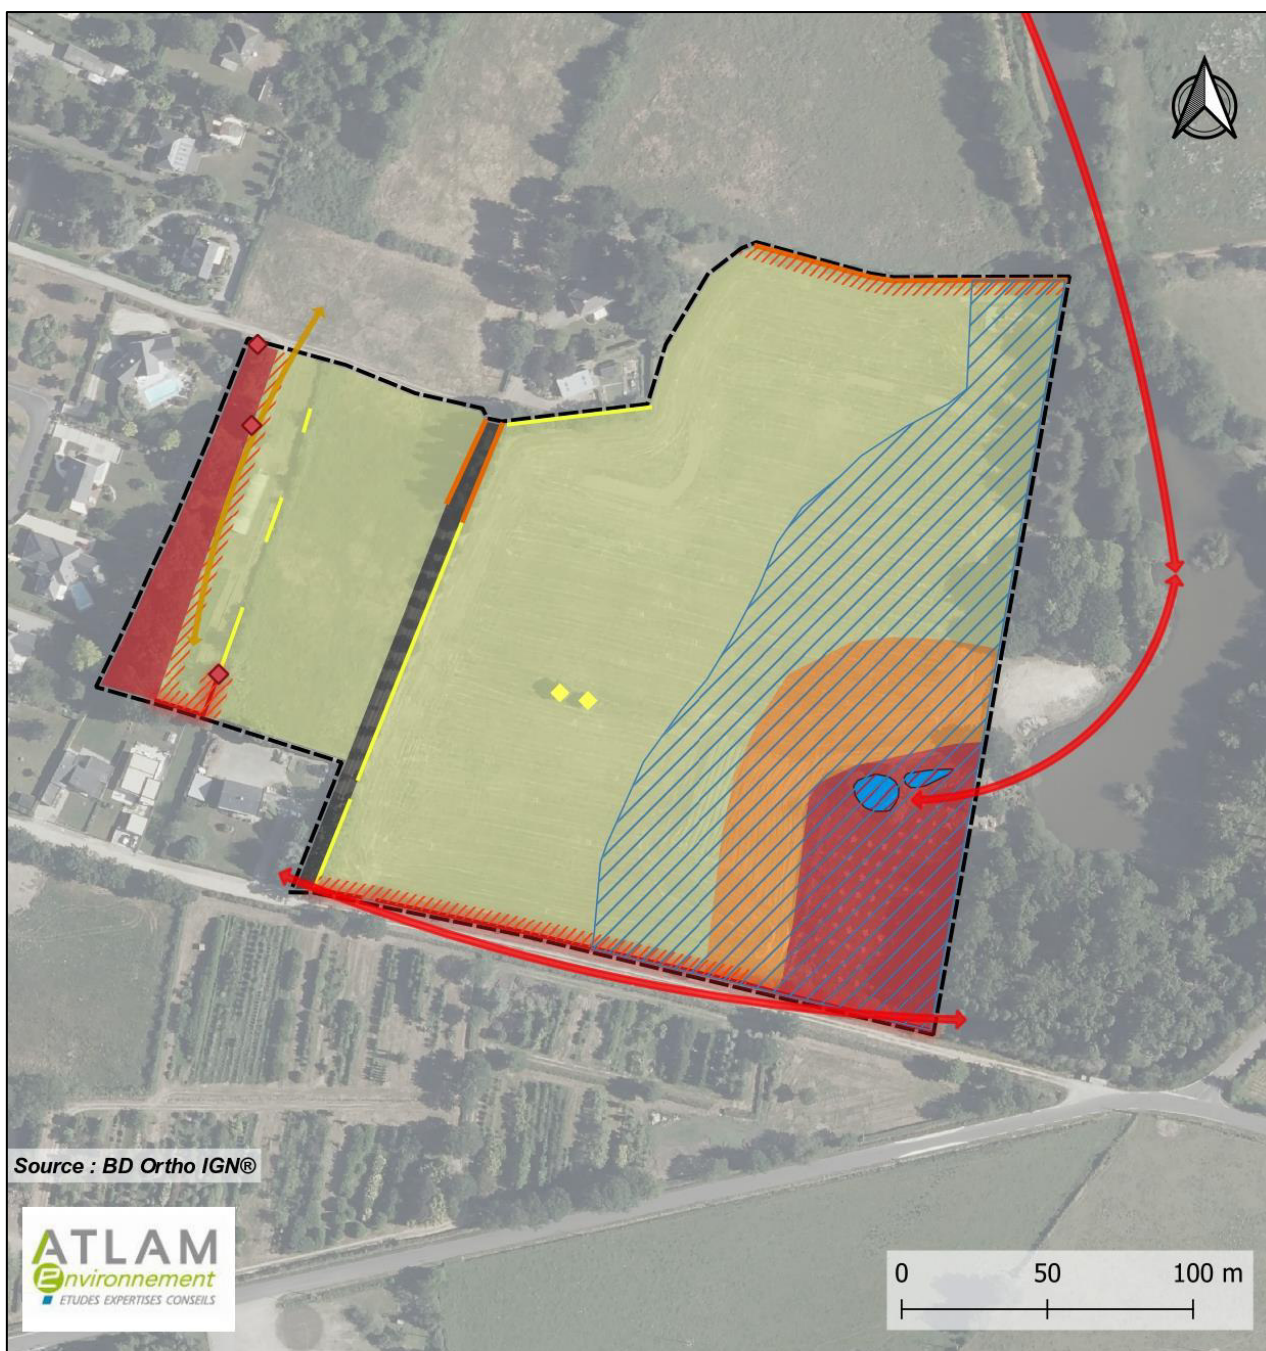 Source : BD Ortho IGN®
ATLAM
environnement
ETUDES EXPERTISES CONSEILS
0 50 100 m